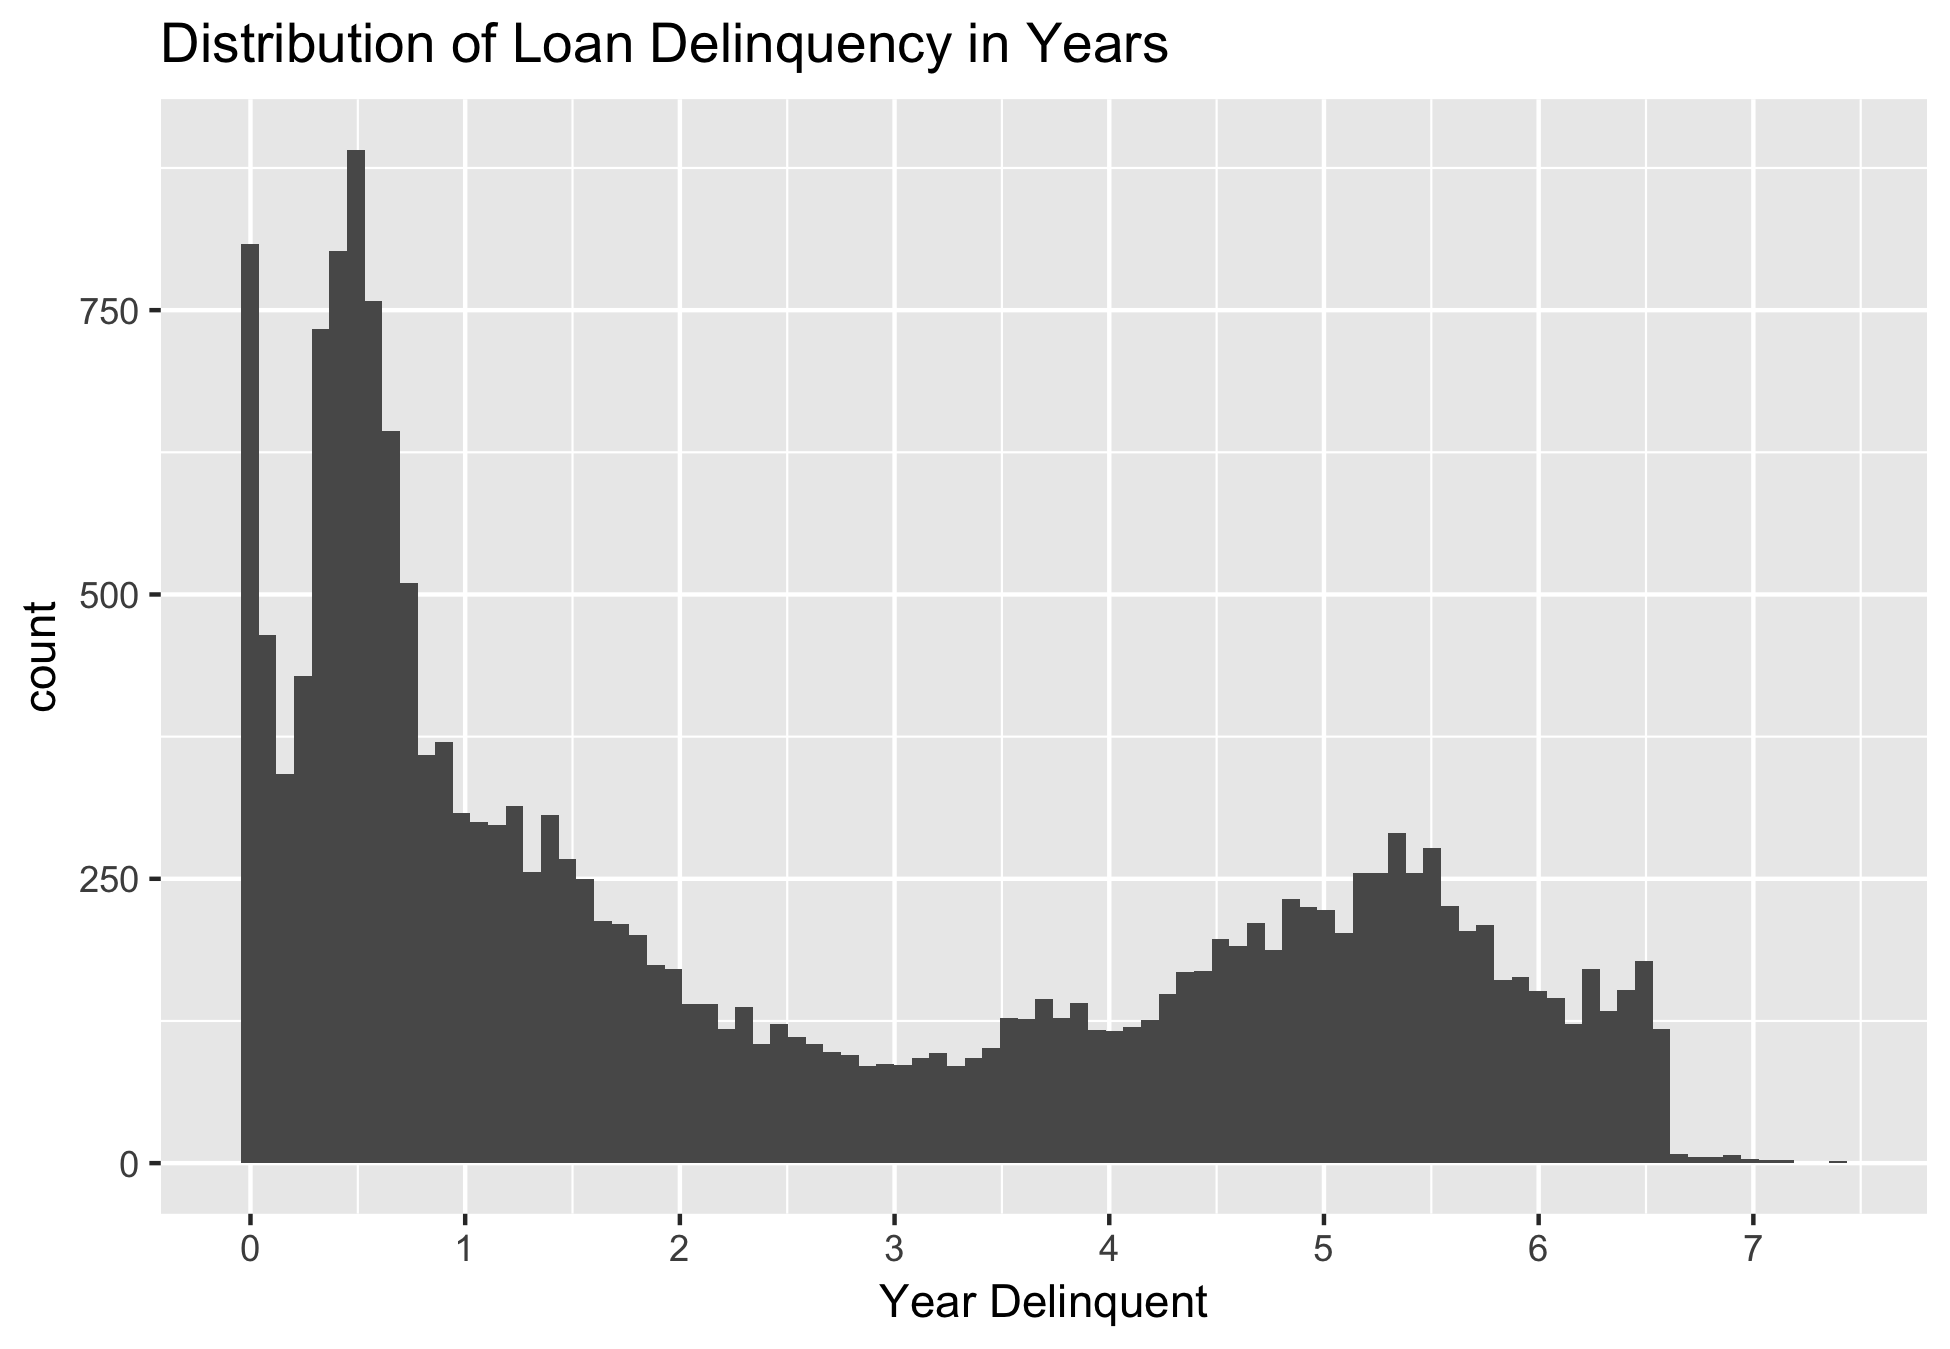 Distribution of Loan Delinquency in Years
count
750
500
250
0
0 1 2 3 4 5 6 7
Year Delinquent